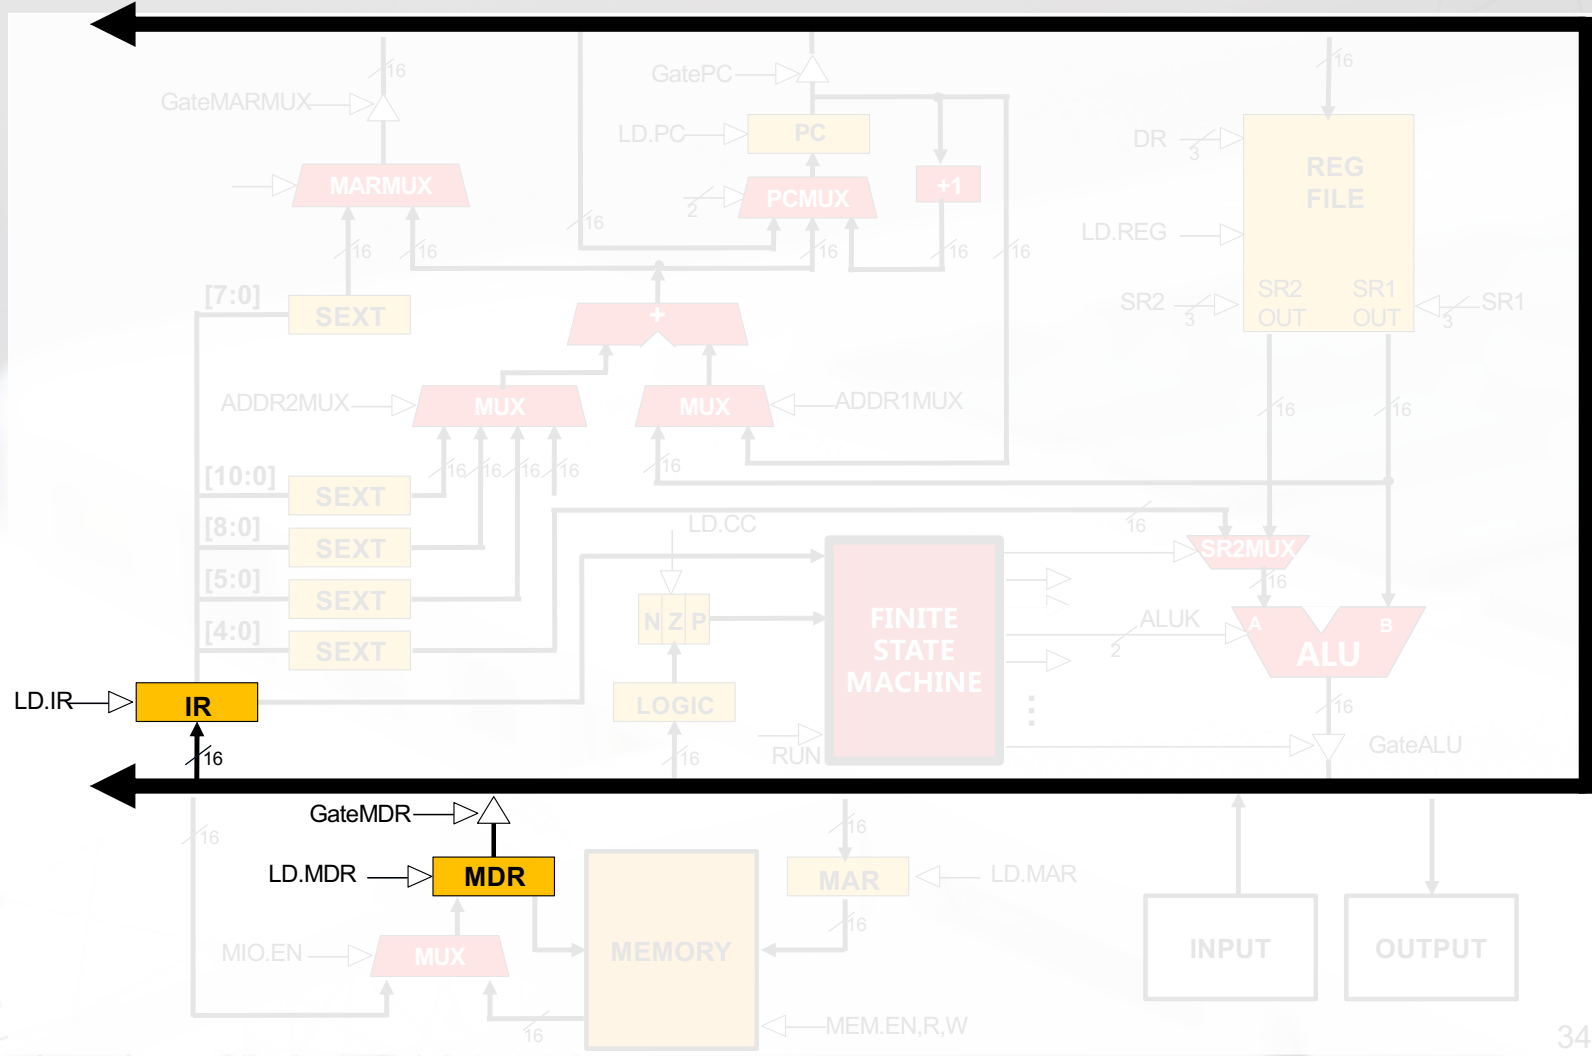 16
GatePC
GateMARMUX
LD.PC
PC
DR
3
REG
FILE
MARMUX
2
PCMUX
+1
16
LD.REG
16
16
16
16
16
[7:0]
SEXT
+
SR2
3
SR2
OUT
SR1
OUT
3
SR1
ADDR2MUX
MUX
MUX
ADDR1MUX
16
16
[10:0]
SEXT
16
16
16
16
16
[8:0]
SEXT
LD.CC
16
SR2MUX
[5:0]
SEXT
16
N Z P
FINITE
STATE
MACHINE
ALUK
2
A
B
ALU
[4:0]
SEXT
LD.IR
IR
LOGIC
16
16
16
RUN
GateALU
GateMDR
16
16
LD.MDR
MDR
MAR
LD.MAR
16
MIO.EN
MUX
MEMORY
INPUT
OUTPUT
16
MEM.EN,R,W
34
16